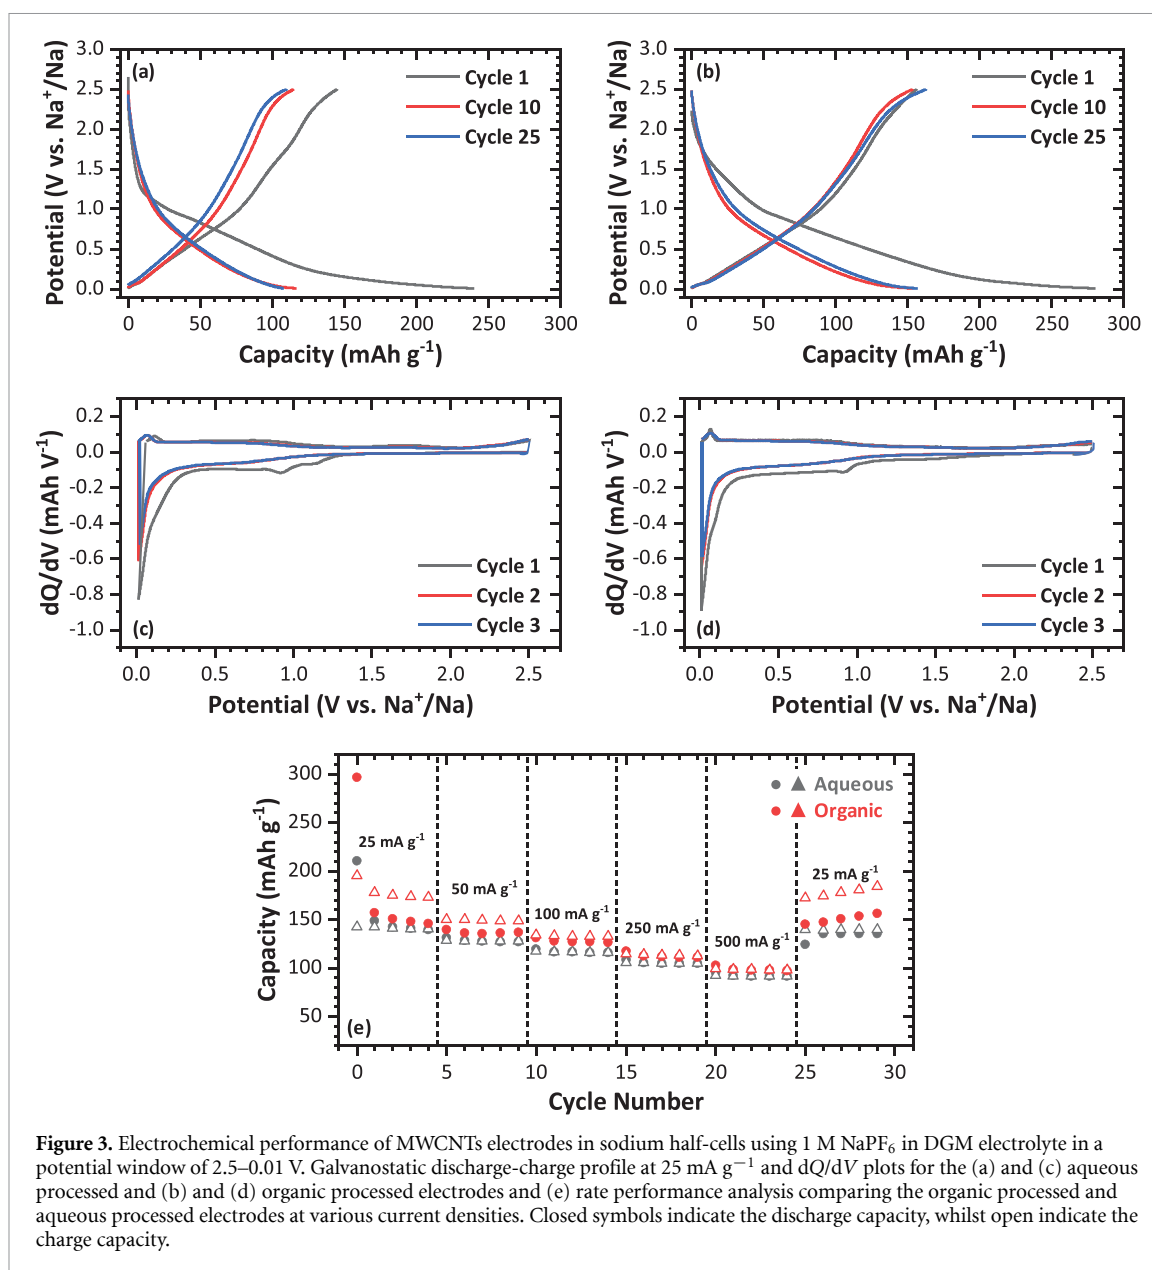 (a)
Cycle 1
Cycle 10
Cycle 25
Potential (V vs. Na⁺/Na)
3.0
2.5
2.0
1.5
1.0
0.5
0.0
0 50 100 150 200 250 300
Capacity (mAh g⁻¹)
(b)
Cycle 1
Cycle 10
Cycle 25
Potential (V vs. Na⁺/Na)
3.0
2.5
2.0
1.5
1.0
0.5
0.0
0 50 100 150 200 250 300
Capacity (mAh g⁻¹)
dQ/dV (mAh V⁻¹)
0.2
0.0
-0.2
-0.4
-0.6
-0.8
-1.0
Cycle 1
Cycle 2
Cycle 3
(c)
0.0 0.5 1.0 1.5 2.0 2.5
Potential (V vs. Na⁺/Na)
dQ/dV (mAh V⁻¹)
0.2
0.0
-0.2
-0.4
-0.6
-0.8
-1.0
Cycle 1
Cycle 2
Cycle 3
(d)
0.0 0.5 1.0 1.5 2.0 2.5
Potential (V vs. Na⁺/Na)
Capacity (mAh g⁻¹)
300
250
200
150
100
50
Aqueous
Organic
25 mA g⁻¹
50 mA g⁻¹
100 mA g⁻¹
250 mA g⁻¹
500 mA g⁻¹
25 mA g⁻¹
(e)
0 5 10 15 20 25 30
Cycle Number
Figure 3. Electrochemical performance of MWCNTs electrodes in sodium half-cells using 1 M NaPF₆ in DGM electrolyte in a
potential window of 2.5–0.01 V. Galvanostatic discharge-charge profile at 25 mA g⁻¹ and dQ/dV plots for the (a) and (c) aqueous
processed and (b) and (d) organic processed electrodes and (e) rate performance analysis comparing the organic processed and
aqueous processed electrodes at various current densities. Closed symbols indicate the discharge capacity, whilst open indicate the
charge capacity.